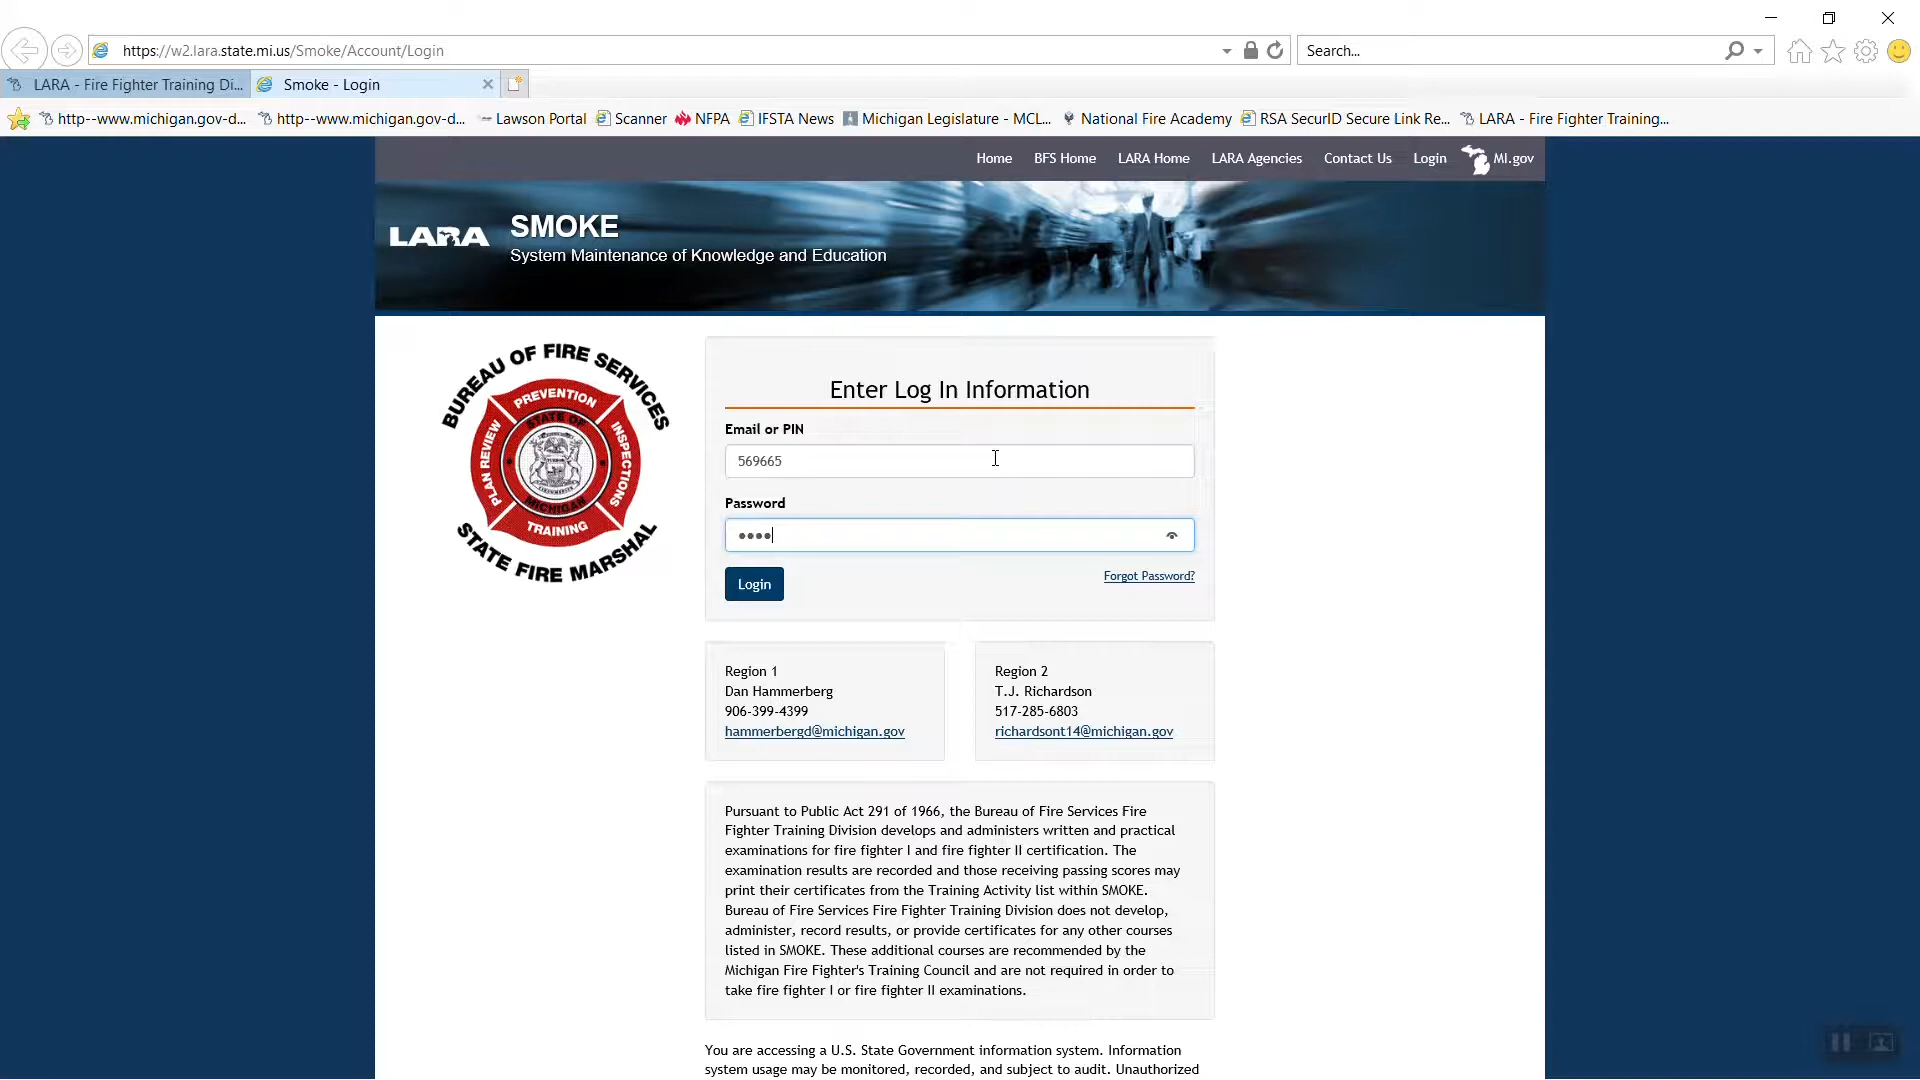 https://w2.lara.state.mi.us/Smoke/Account/Login
Search...
LARA - Fire Fighter Training Di...
Smoke - Login
http--www.michigan.gov-d...
http--www.michigan.gov-d...
Lawson Portal
Scanner
NFPA
IFSTA News
Michigan Legislature - MCL...
National Fire Academy
RSA SecurID Secure Link Re...
LARA - Fire Fighter Training...
Home
BFS Home
LARA Home
LARA Agencies
Contact Us
Login
MI.gov
LARA
SMOKE
System Maintenance of Knowledge and Education
BUREAU OF FIRE SERVICES
PREVENTION
PLAN REVIEW
INSPECTIONS
TRAINING
STATE OF
MICHIGAN
STATE FIRE MARSHAL
Enter Log In Information
Email or PIN
569665
Password
••••
Login
Forgot Password?
Region 1
Dan Hammerberg
906-399-4399
hammerbergd@michigan.gov
Region 2
T.J. Richardson
517-285-6803
richardsont14@michigan.gov
Pursuant to Public Act 291 of 1966, the Bureau of Fire Services Fire
Fighter Training Division develops and administers written and practical
examinations for fire fighter I and fire fighter II certification. The
examination results are recorded and those receiving passing scores may
print their certificates from the Training Activity list within SMOKE.
Bureau of Fire Services Fire Fighter Training Division does not develop,
administer, record results, or provide certificates for any other courses
listed in SMOKE. These additional courses are recommended by the
Michigan Fire Fighter's Training Council and are not required in order to
take fire fighter I or fire fighter II examinations.
You are accessing a U.S. State Government information system. Information
system usage may be monitored, recorded, and subject to audit. Unauthorized